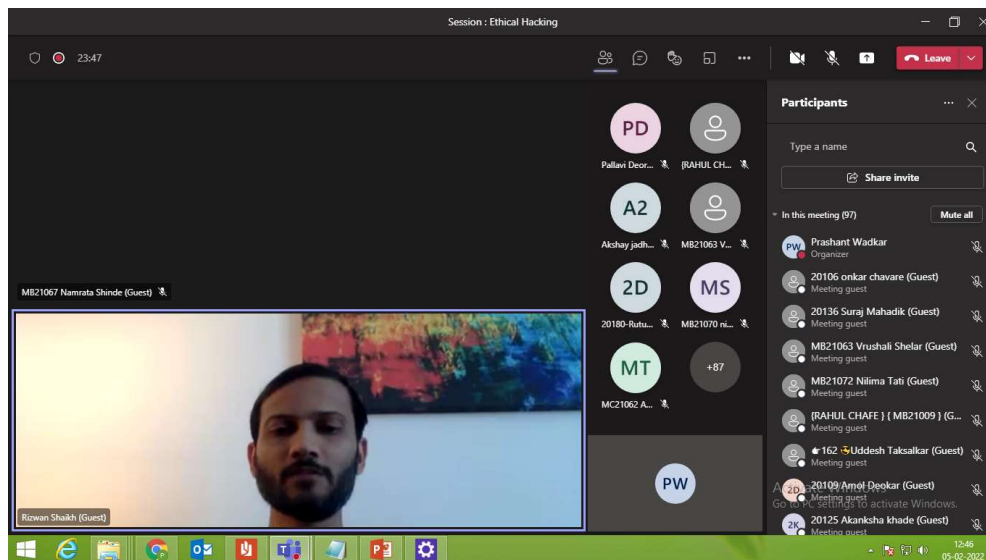 Session : Ethical Hacking
23:47
Leave
MB21067 Namrata Shinde (Guest)
Rizwan Shaikh (Guest)
PD
Pallavi Deor...
{RAHUL CH...
A2
Akshay jadh...
MB21063 V...
2D
MS
20180-Rutu...
MB21070 ni...
MT
+87
MC21062 A...
PW
Participants
Type a name
Share invite
In this meeting (97)
Mute all
PW
Prashant Wadkar
Organizer
20106 onkar chavare (Guest)
Meeting guest
20136 Suraj Mahadik (Guest)
Meeting guest
MB21063 Vrushali Shelar (Guest)
Meeting guest
MB21072 Nilima Tati (Guest)
Meeting guest
{RAHUL CHAFE } { MB21009 } (G...
Meeting guest
162 Uddesh Taksalkar (Guest)
Meeting guest
2D
20109 Amol Deokar (Guest)
Meeting guest
2K
20125 Akanksha khade (Guest)
Meeting guest
Activate Windows
Go to PC settings to activate Windows.
12:46
05-02-2022